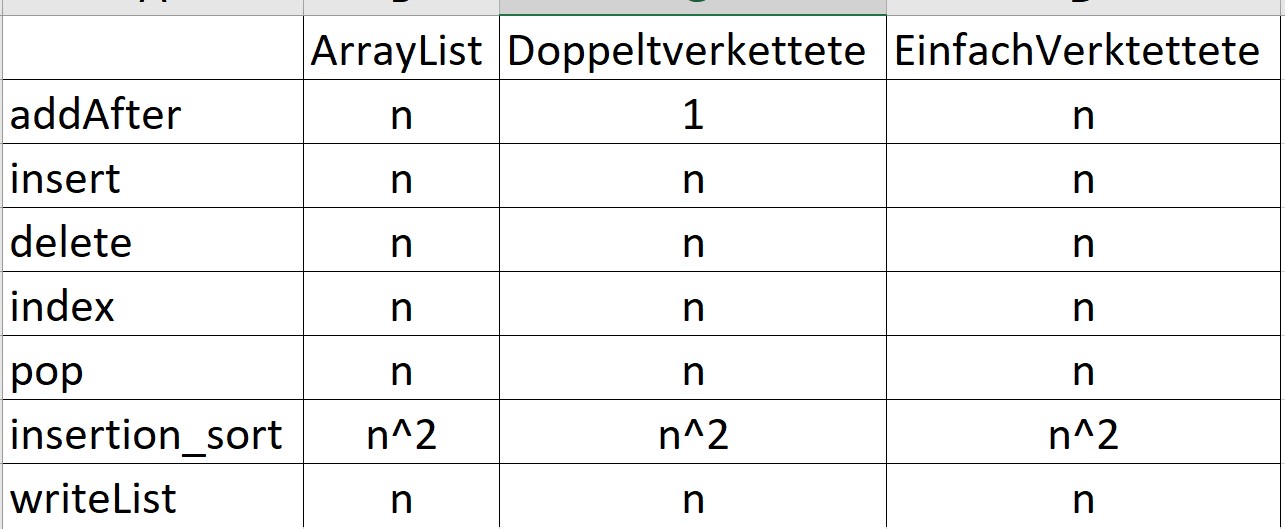 ArrayList Doppeltverkettete EinfachVerktettete
addAfter n 1 n
insert n n n
delete n n n
index n n n
pop n n n
insertion_sort n^2 n^2 n^2
writeList n n n